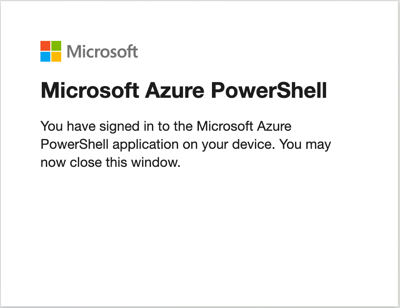 Microsoft
Microsoft Azure PowerShell
You have signed in to the Microsoft Azure
PowerShell application on your device. You may
now close this window.